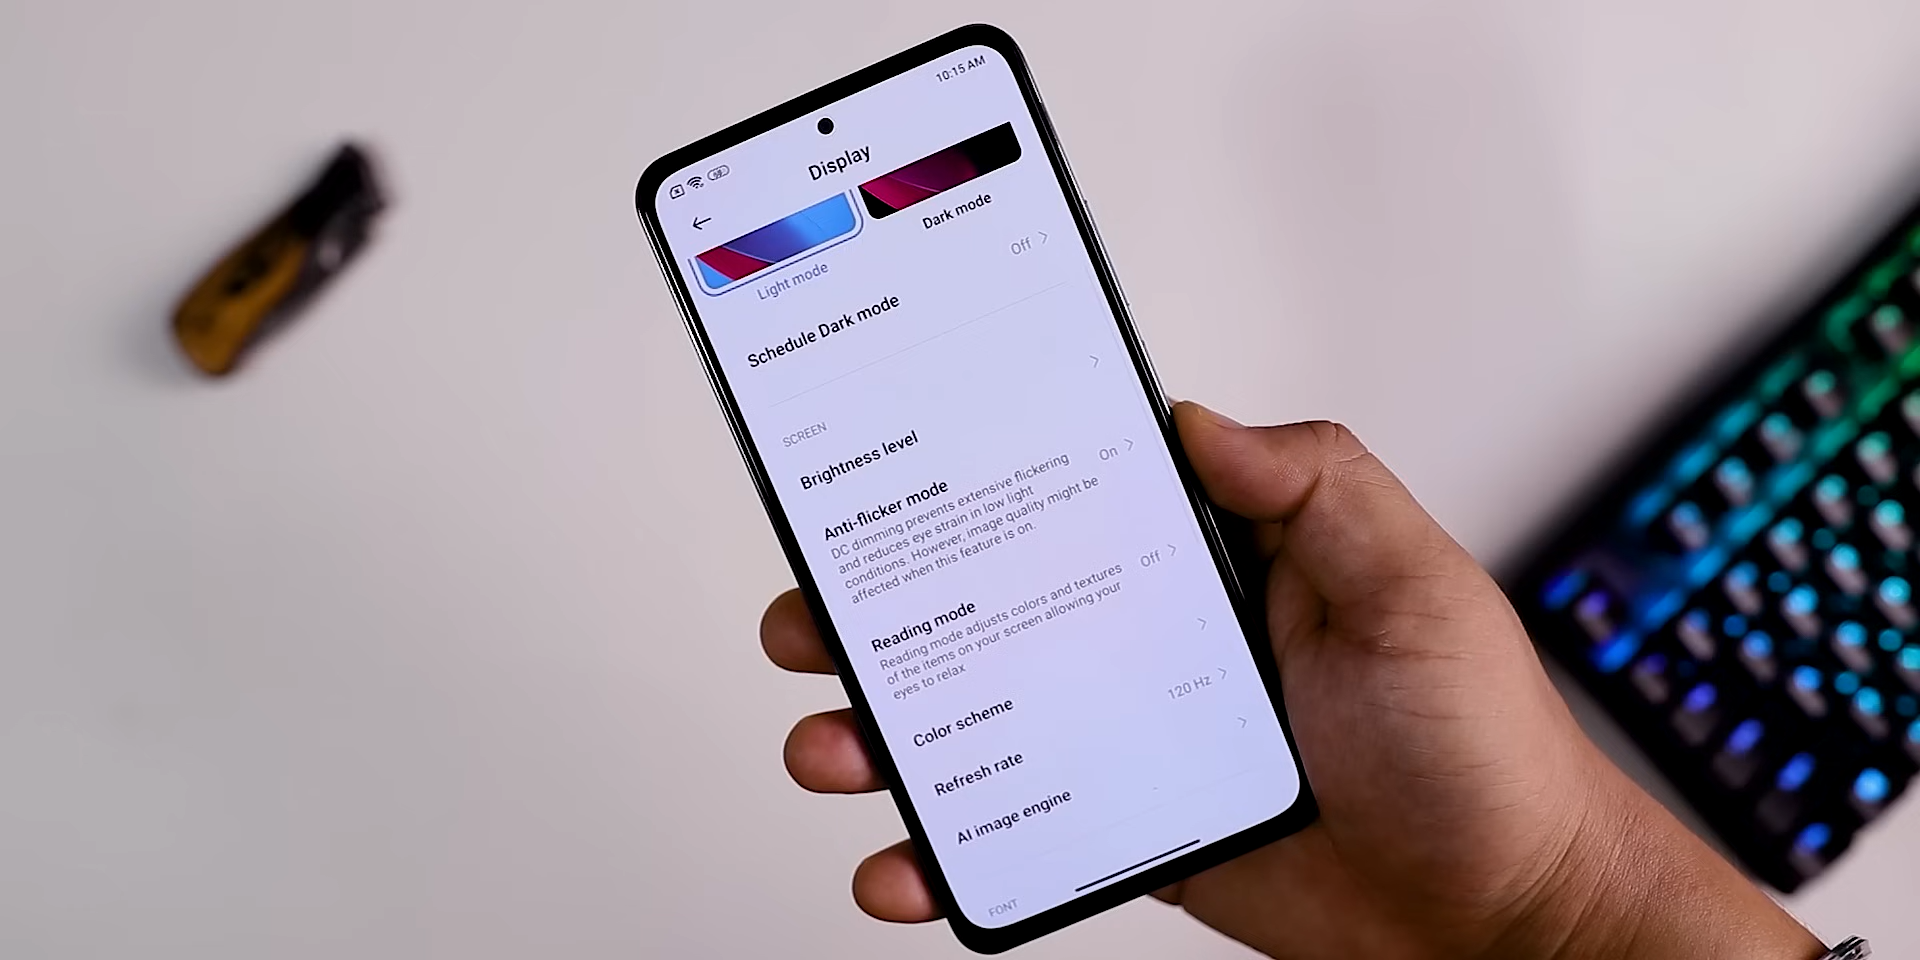 10:15 AM
59
Display
Light mode
Dark mode
Schedule Dark mode
Off
SCREEN
Brightness level
Anti-flicker mode
On
DC dimming prevents extensive flickering
and reduces eye strain in low light
conditions. However, image quality might be
affected when this feature is on.
Reading mode
Off
Reading mode adjusts colors and textures
of the items on your screen allowing your
eyes to relax
Color scheme
Refresh rate
120 Hz
AI image engine
FONT